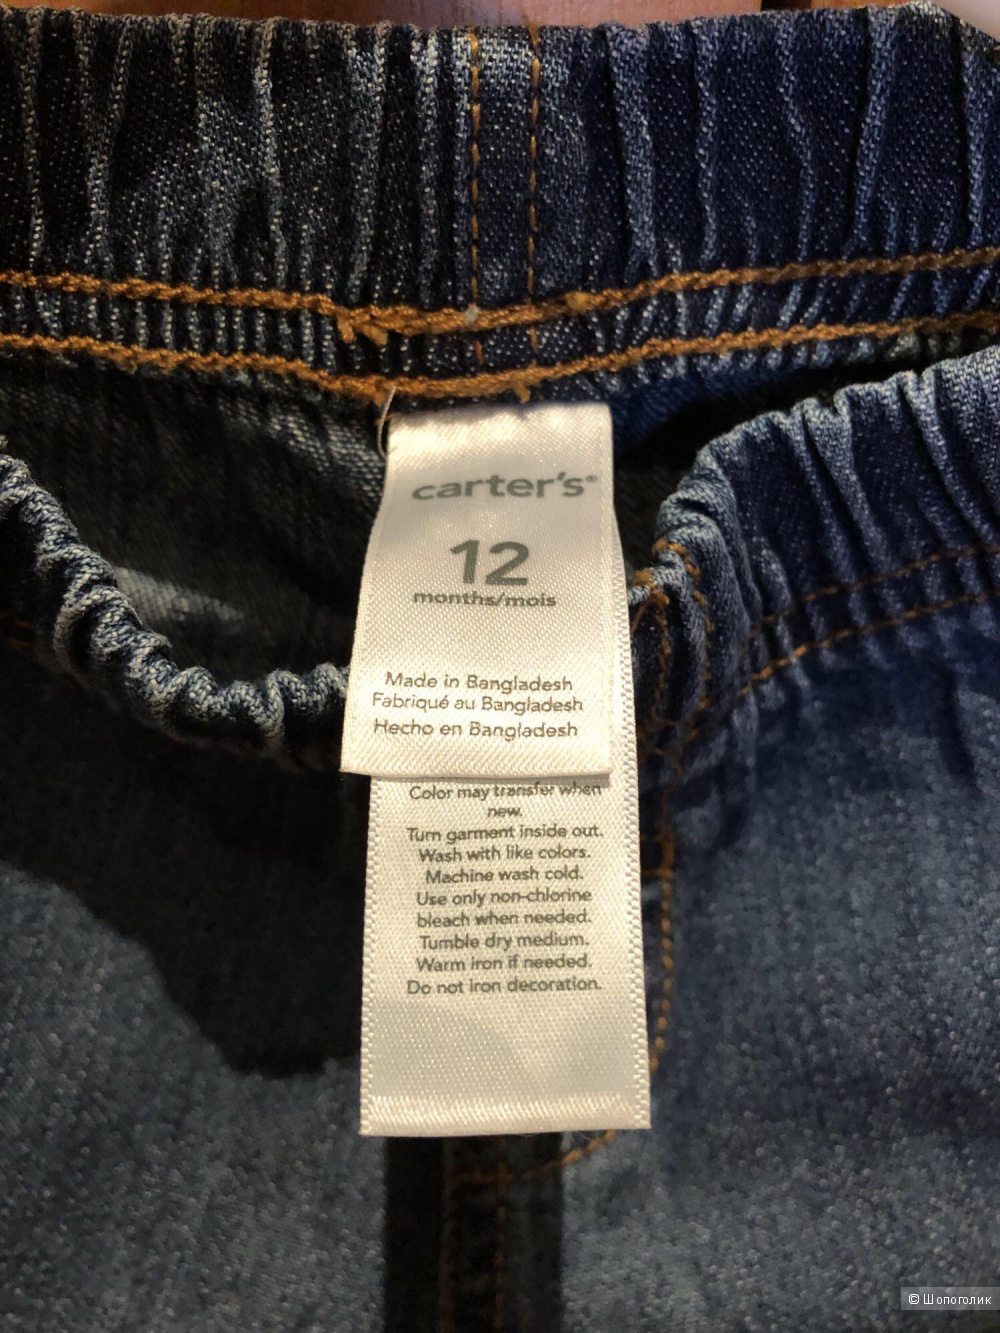 carter's®
12
months/mois
Made in Bangladesh
Fabriqué au Bangladesh
Hecho en Bangladesh
Color may transfer when
new.
Turn garment inside out.
Wash with like colors.
Machine wash cold.
Use only non-chlorine
bleach when needed.
Tumble dry medium.
Warm iron if needed.
Do not iron decoration.
© Шопоголик